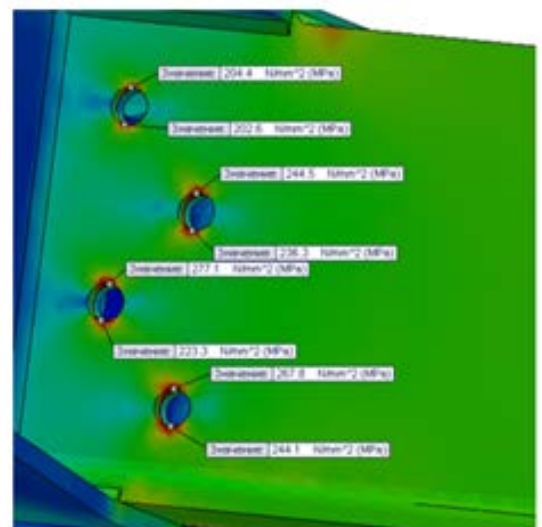 Значение: 204.4 N/mm^2 (MPa)
Значение: 202.6 N/mm^2 (MPa)
Значение: 244.5 N/mm^2 (MPa)
Значение: 236.3 N/mm^2 (MPa)
Значение: 277.1 N/mm^2 (MPa)
Значение: 223.3 N/mm^2 (MPa)
Значение: 267.8 N/mm^2 (MPa)
Значение: 244.1 N/mm^2 (MPa)